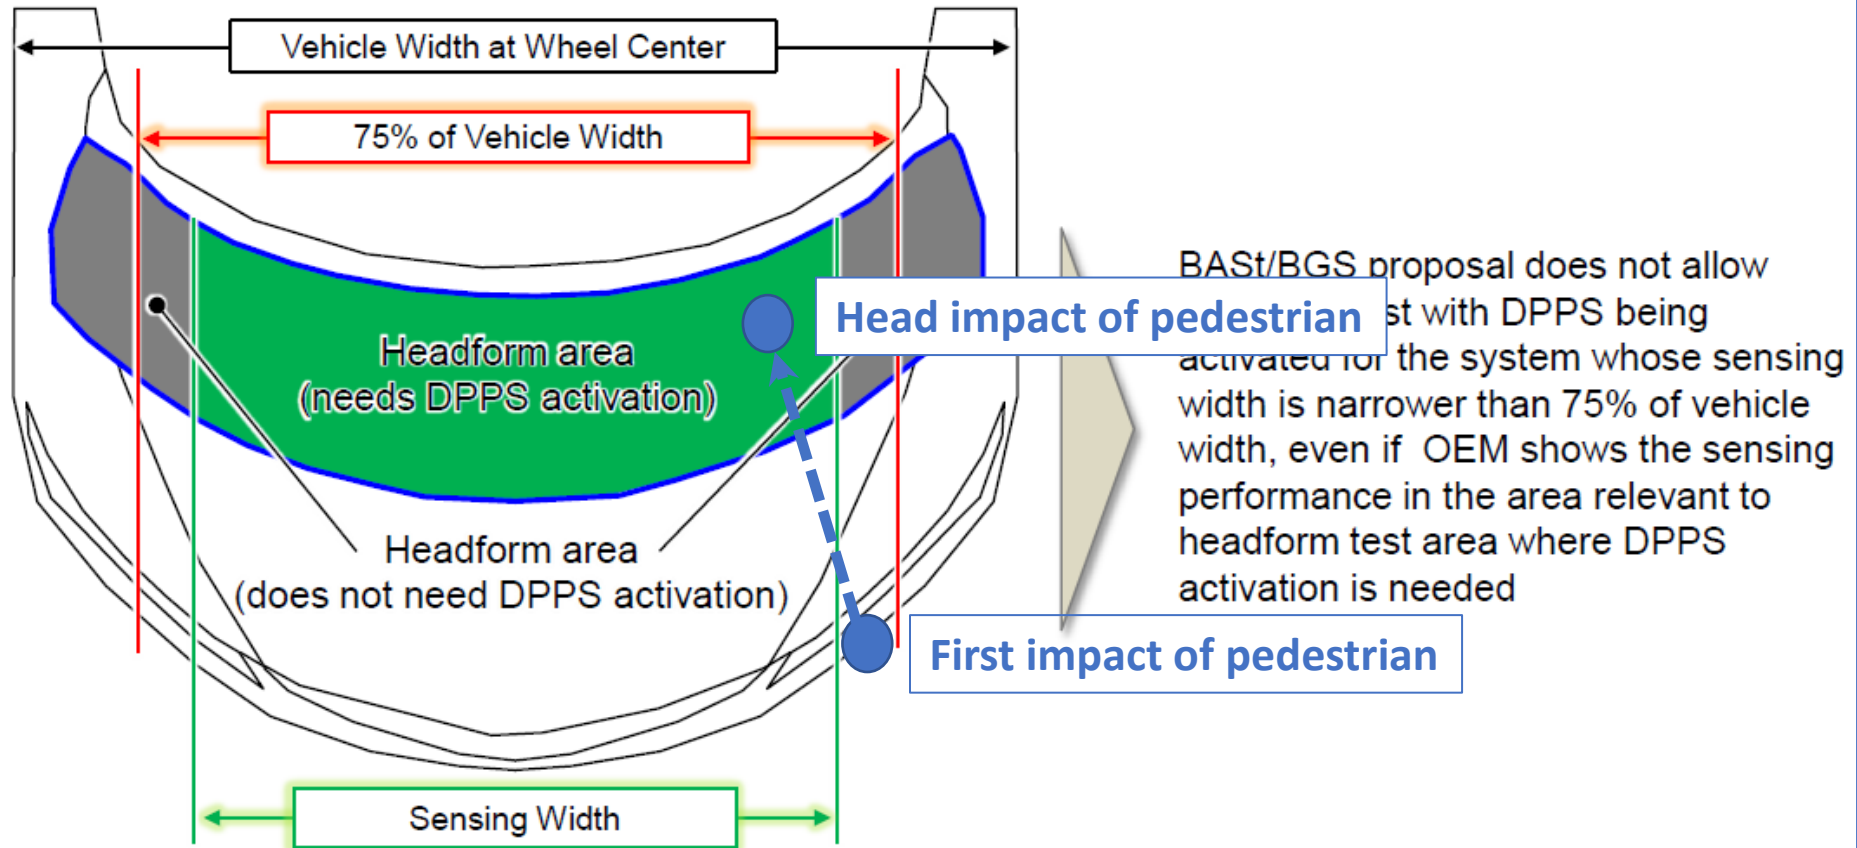 Vehicle Width at Wheel Center
75% of Vehicle Width
Headform area
(needs DPPS activation)
Headform area
(does not need DPPS activation)
Sensing Width
Head impact of pedestrian
First impact of pedestrian
BASt/BGS proposal does not allow
st with DPPS being
activated for the system whose sensing
width is narrower than 75% of vehicle
width, even if OEM shows the sensing
performance in the area relevant to
headform test area where DPPS
activation is needed